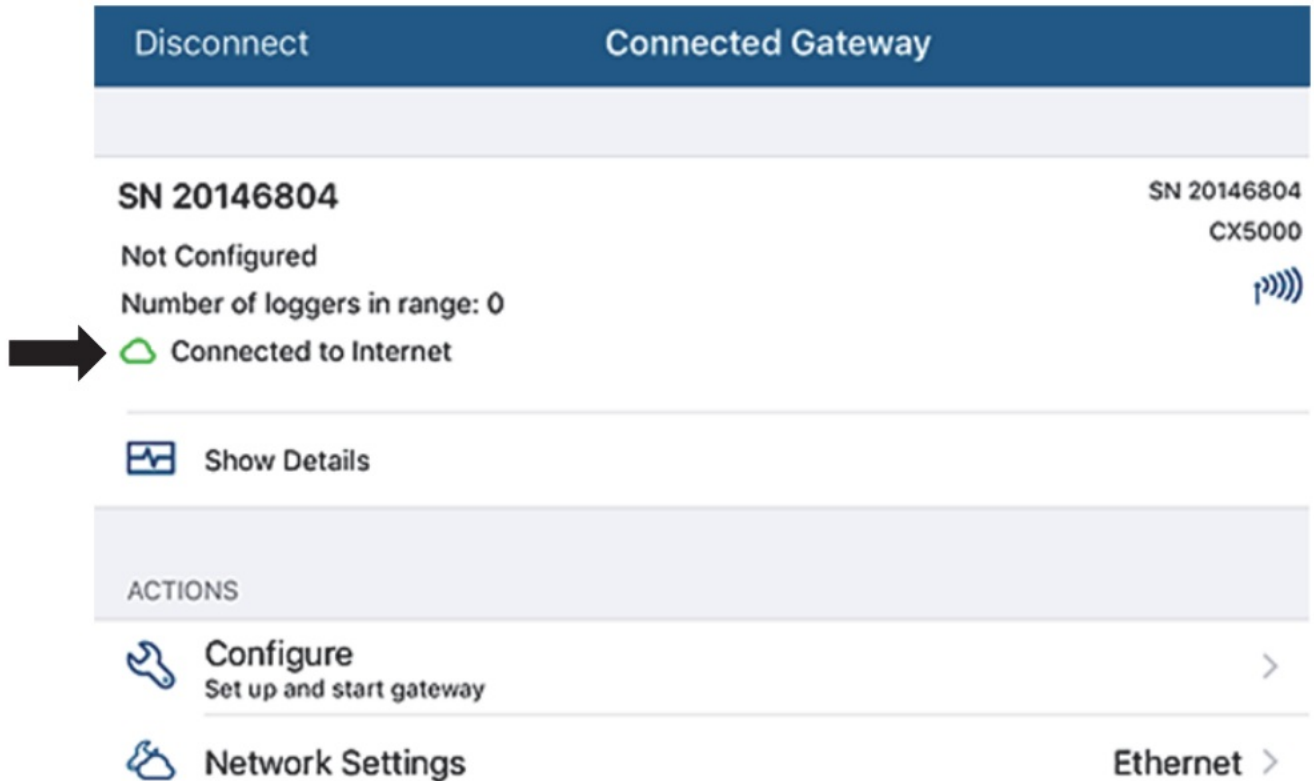 Disconnect
Connected Gateway
SN 20146804
SN 20146804
CX5000
Not Configured
Number of loggers in range: 0
Connected to Internet
Show Details
ACTIONS
Configure
Set up and start gateway
Network Settings
Ethernet